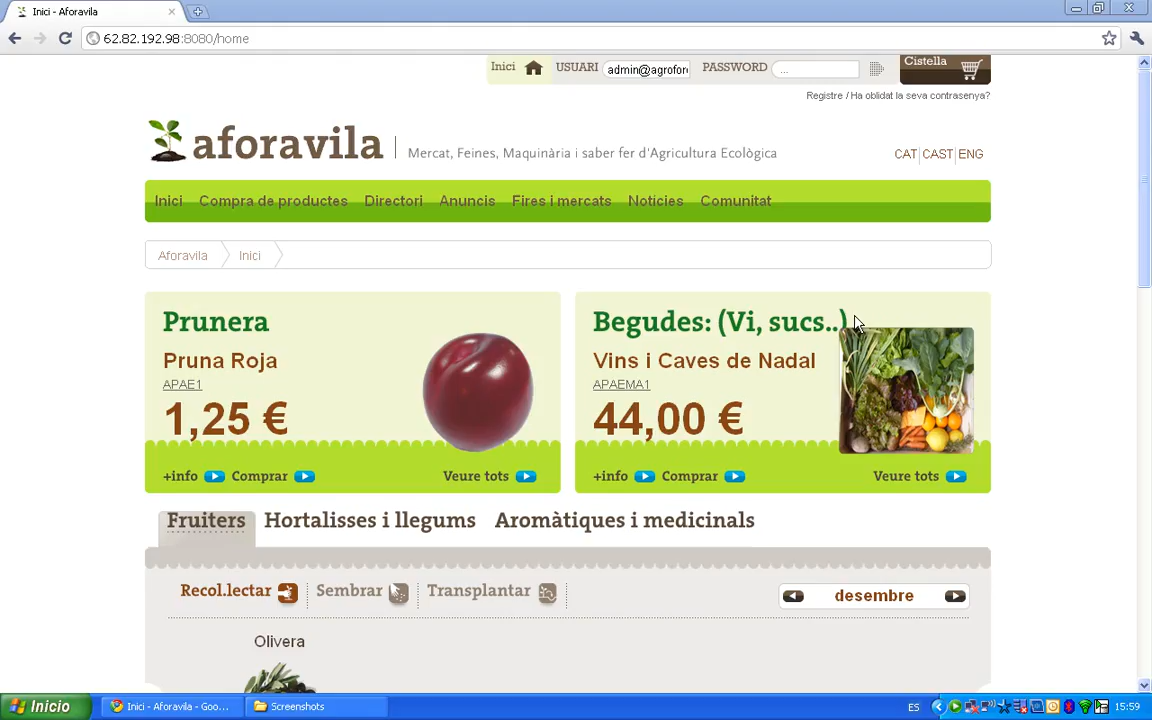 Inici - Aforavila
62.82.192.98:8080/home
Inici USUARI admin@agrofore PASSWORD ... Cistella
Registre / Ha oblidat la seva contrasenya?
aforavila | Mercat, Feines, Maquinària i saber fer d'Agricultura Ecològica
CAT CAST ENG
Inici Compra de productes Directori Anuncis Fires i mercats Notícies Comunitat
Aforavila Inici
Prunera
Pruna Roja
APAE1
1,25 €
+info Comprar Veure tots
Begudes: (Vi, sucs..)
Vins i Caves de Nadal
APAEMA1
44,00 €
+info Comprar Veure tots
Fruiters Hortalisses i llegums Aromàtiques i medicinals
Recol.lectar Sembrar Transplantar desembre
Olivera
Inicio Inici - Aforavila - Goo... Screenshots ES 15:59